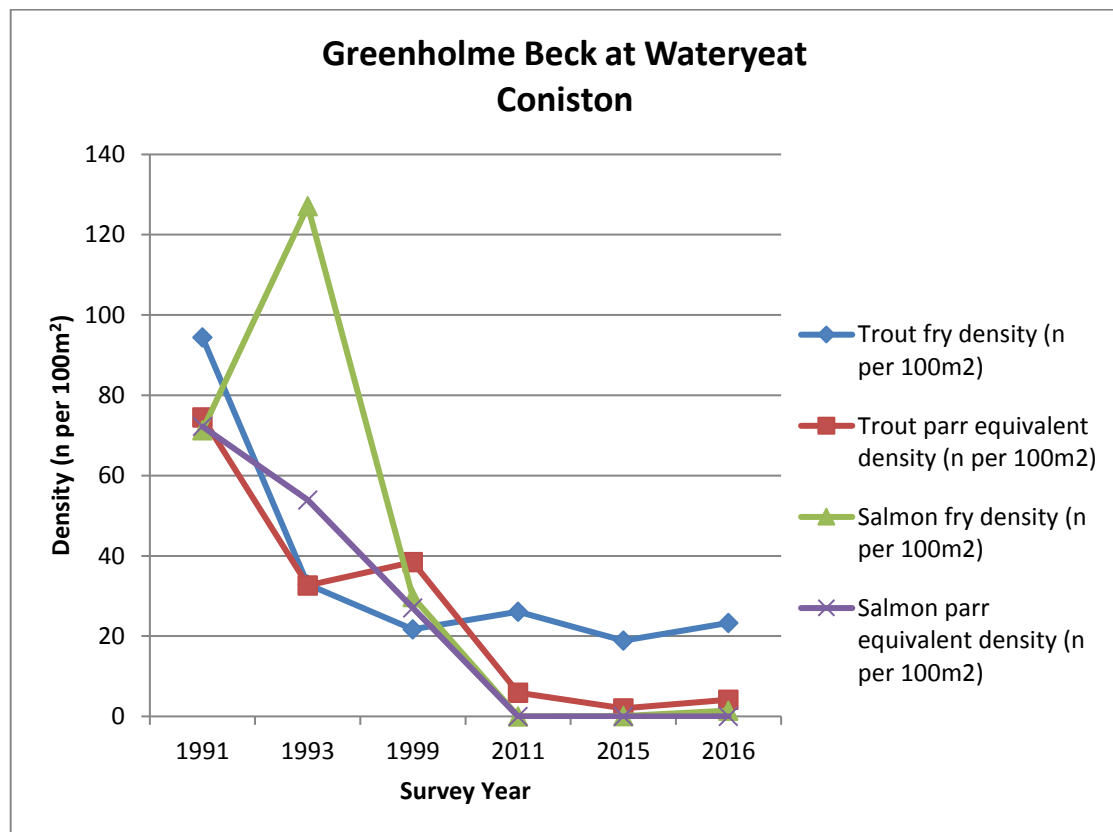 Greenholme Beck at Wateryeat
Coniston
140
120
100
80
60
40
20
0
Density (n per 100m²)
1991 1993 1999 2011 2015 2016
Survey Year
Trout fry density (n
per 100m2)
Trout parr equivalent
density (n per 100m2)
Salmon fry density (n
per 100m2)
Salmon parr
equivalent density (n
per 100m2)